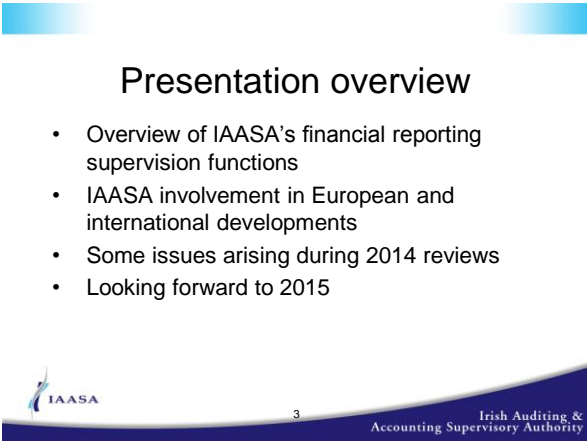 Presentation overview
• Overview of IAASA’s financial reporting
supervision functions
• IAASA involvement in European and
international developments
• Some issues arising during 2014 reviews
• Looking forward to 2015
IAASA
3
Irish Auditing &
Accounting Supervisory Authority